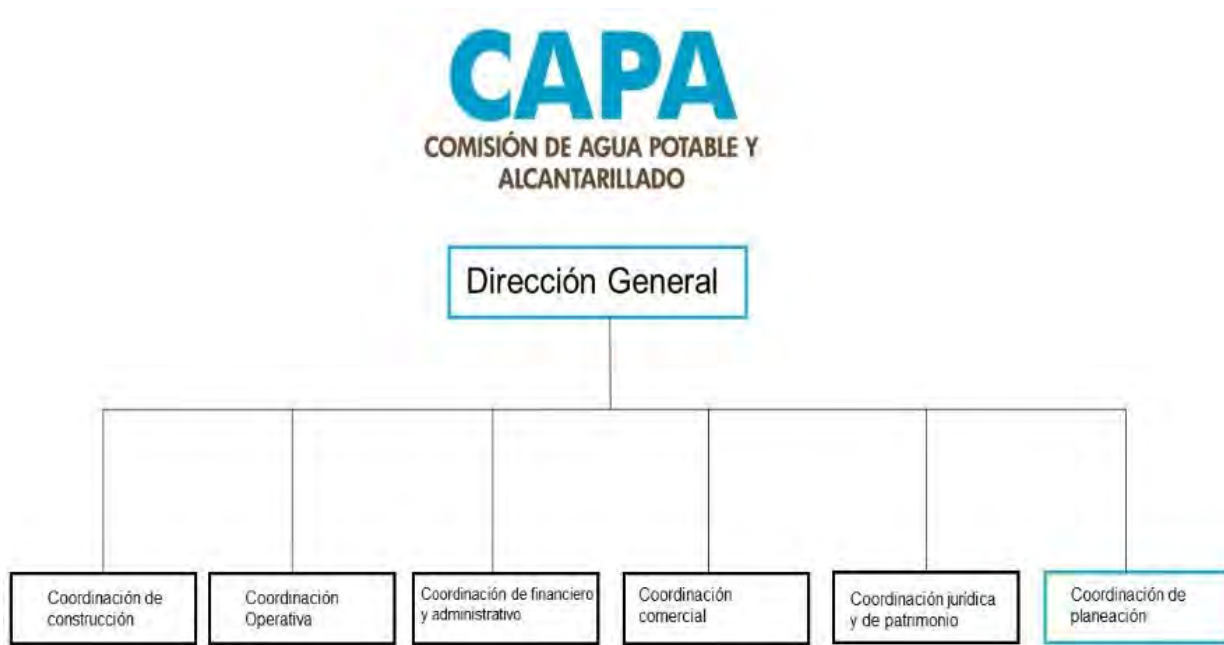 CAPA
COMISIÓN DE AGUA POTABLE Y
ALCANTARILLADO
Dirección General
Coordinación de
construcción
Coordinación
Operativa
Coordinación de financiero
y administrativo
Coordinación
comercial
Coordinación jurídica
y de patrimonio
Coordinación de
planeación